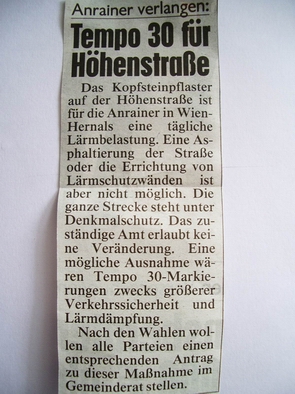 Anrainer verlangen:
Tempo 30 für
Höhenstraße
Das Kopfsteinpflaster
auf der Höhenstraße ist
für die Anrainer in Wien-
Hernals eine tägliche
Lärmbelastung. Eine As-
phaltierung der Straße
oder die Errichtung von
Lärmschutzwänden ist
aber nicht möglich. Die
ganze Strecke steht unter
Denkmalschutz. Das zu-
ständige Amt erlaubt kei-
ne Veränderung. Eine
mögliche Ausnahme wä-
ren Tempo 30-Markie-
rungen zwecks größerer
Verkehrssicherheit und
Lärmdämpfung.
Nach den Wahlen wol-
len alle Parteien einen
entsprechenden Antrag
zu dieser Maßnahme im
Gemeinderat stellen.